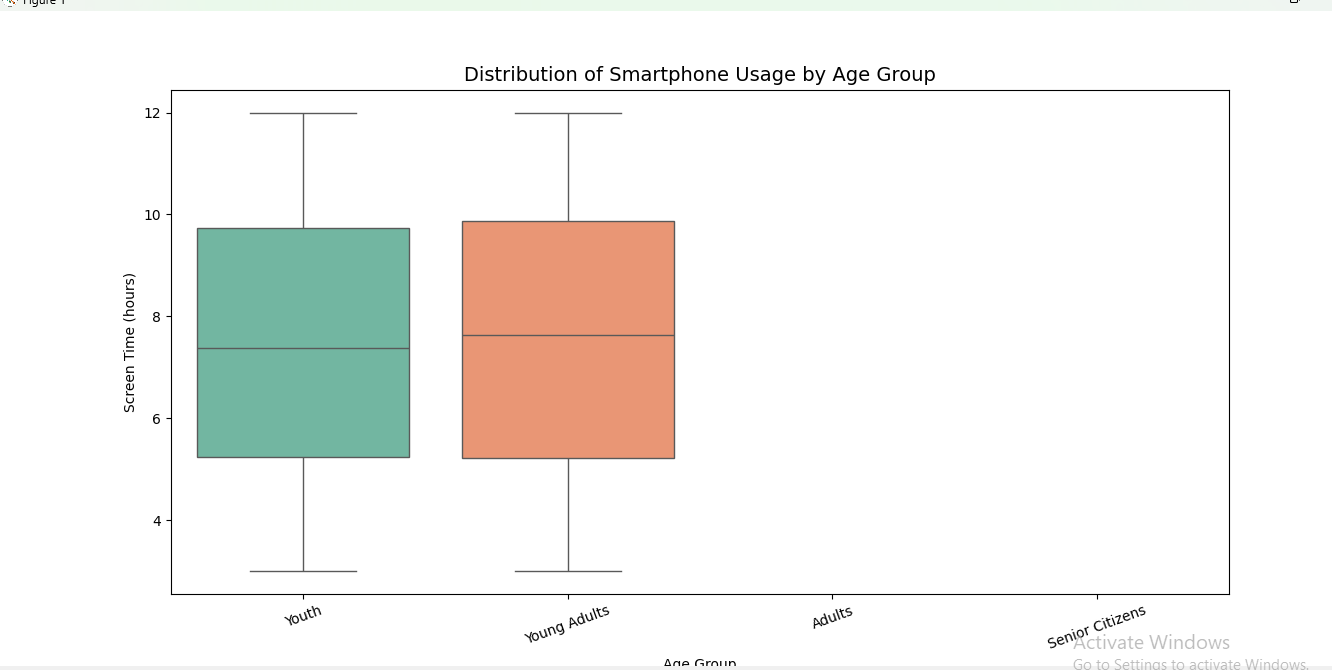 Figure 1
Distribution of Smartphone Usage by Age Group
12
10
8
6
4
Screen Time (hours)
Youth
Young Adults
Adults
Senior Citizens
Age Group
Activate Windows
Go to Settings to activate Windows.